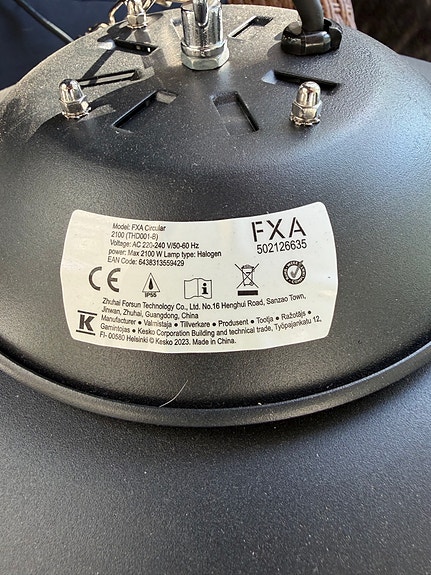 Model: FXA Circular
2100 (THD001-B)
Voltage: AC 220-240 V/50-60 Hz
power: Max 2100 W Lamp type: Halogen
EAN Code: 6438313559429
FXA
502126635
CE
IP55
Zhuhai Forsun Technology Co., Ltd. No.16 Henghui Road, Sanzao Town,
Jinwan, Zhuhai, Guangdong, China
Manufacturer • Valmistaja • Tillverkare • Produsent • Tootja • Ražotājs •
Gamintojas • Kesko Corporation Building and technical trade, Työpajankatu 12,
FI- 00580 Helsinki © Kesko 2023. Made in China.
K